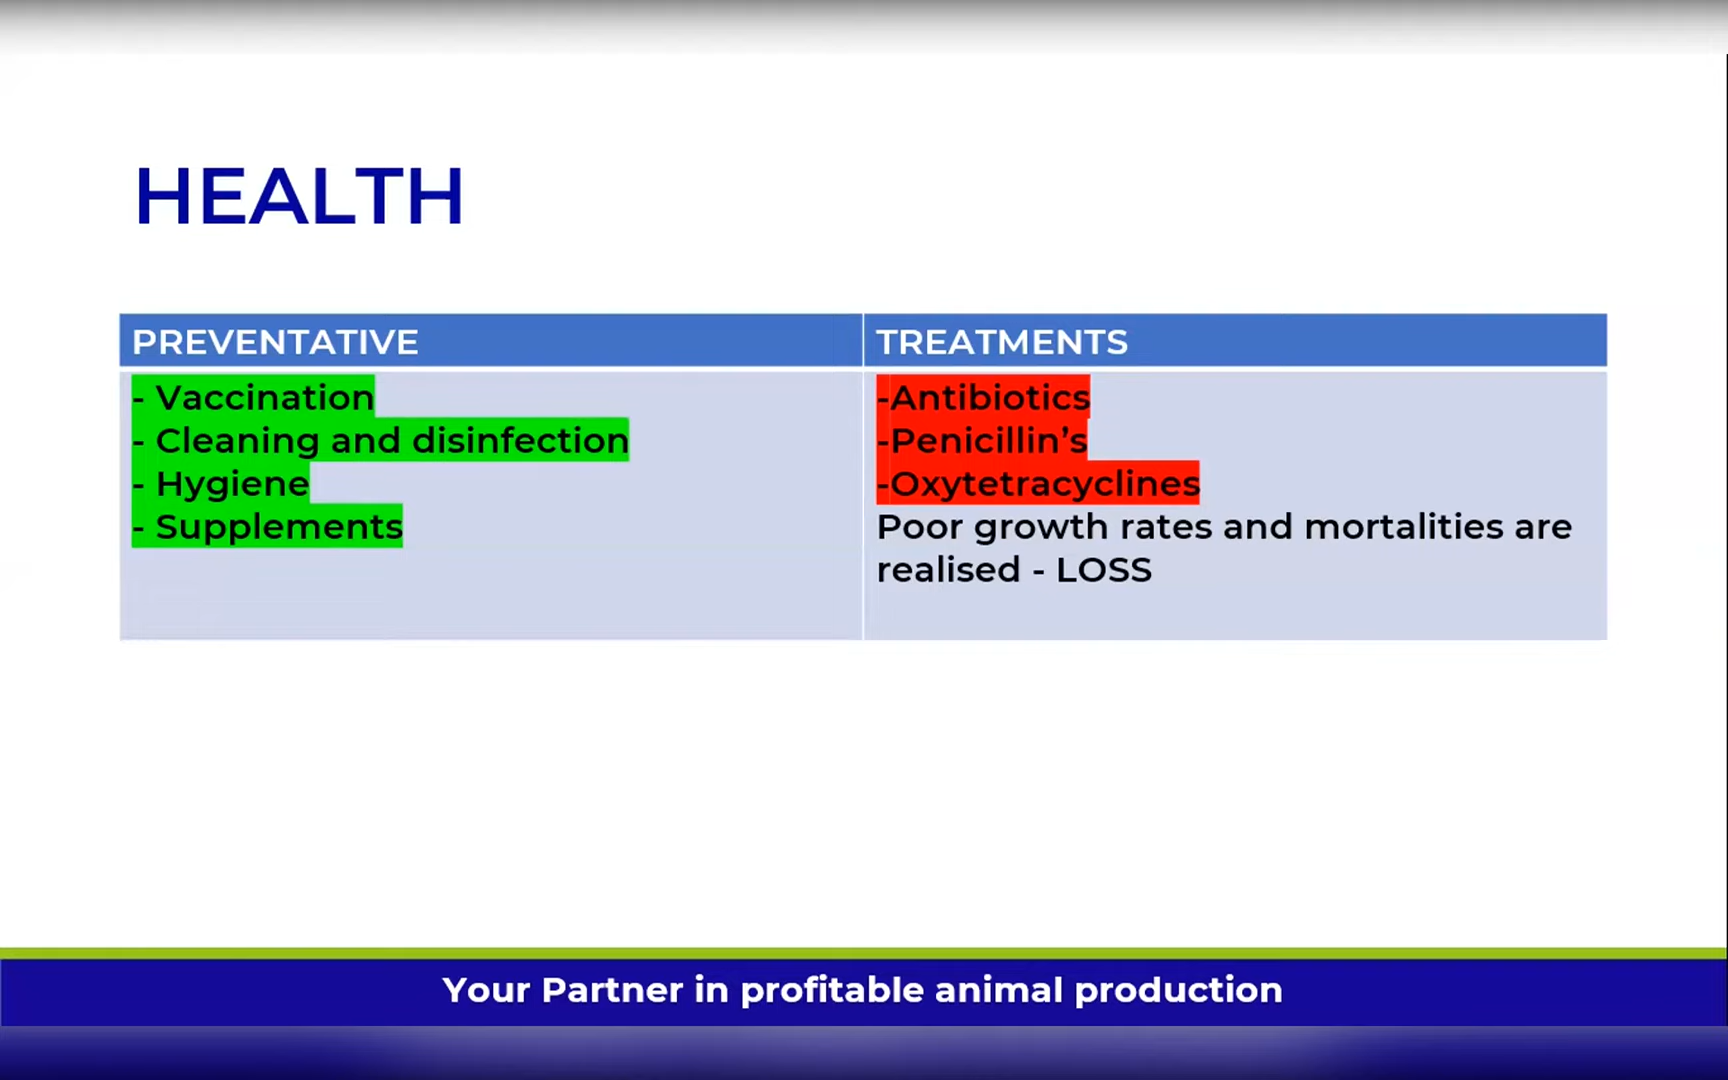 HEALTH
PREVENTATIVE
- Vaccination
- Cleaning and disinfection
- Hygiene
- Supplements
TREATMENTS
-Antibiotics
-Penicillin’s
-Oxytetracyclines
Poor growth rates and mortalities are
realised - LOSS
Your Partner in profitable animal production